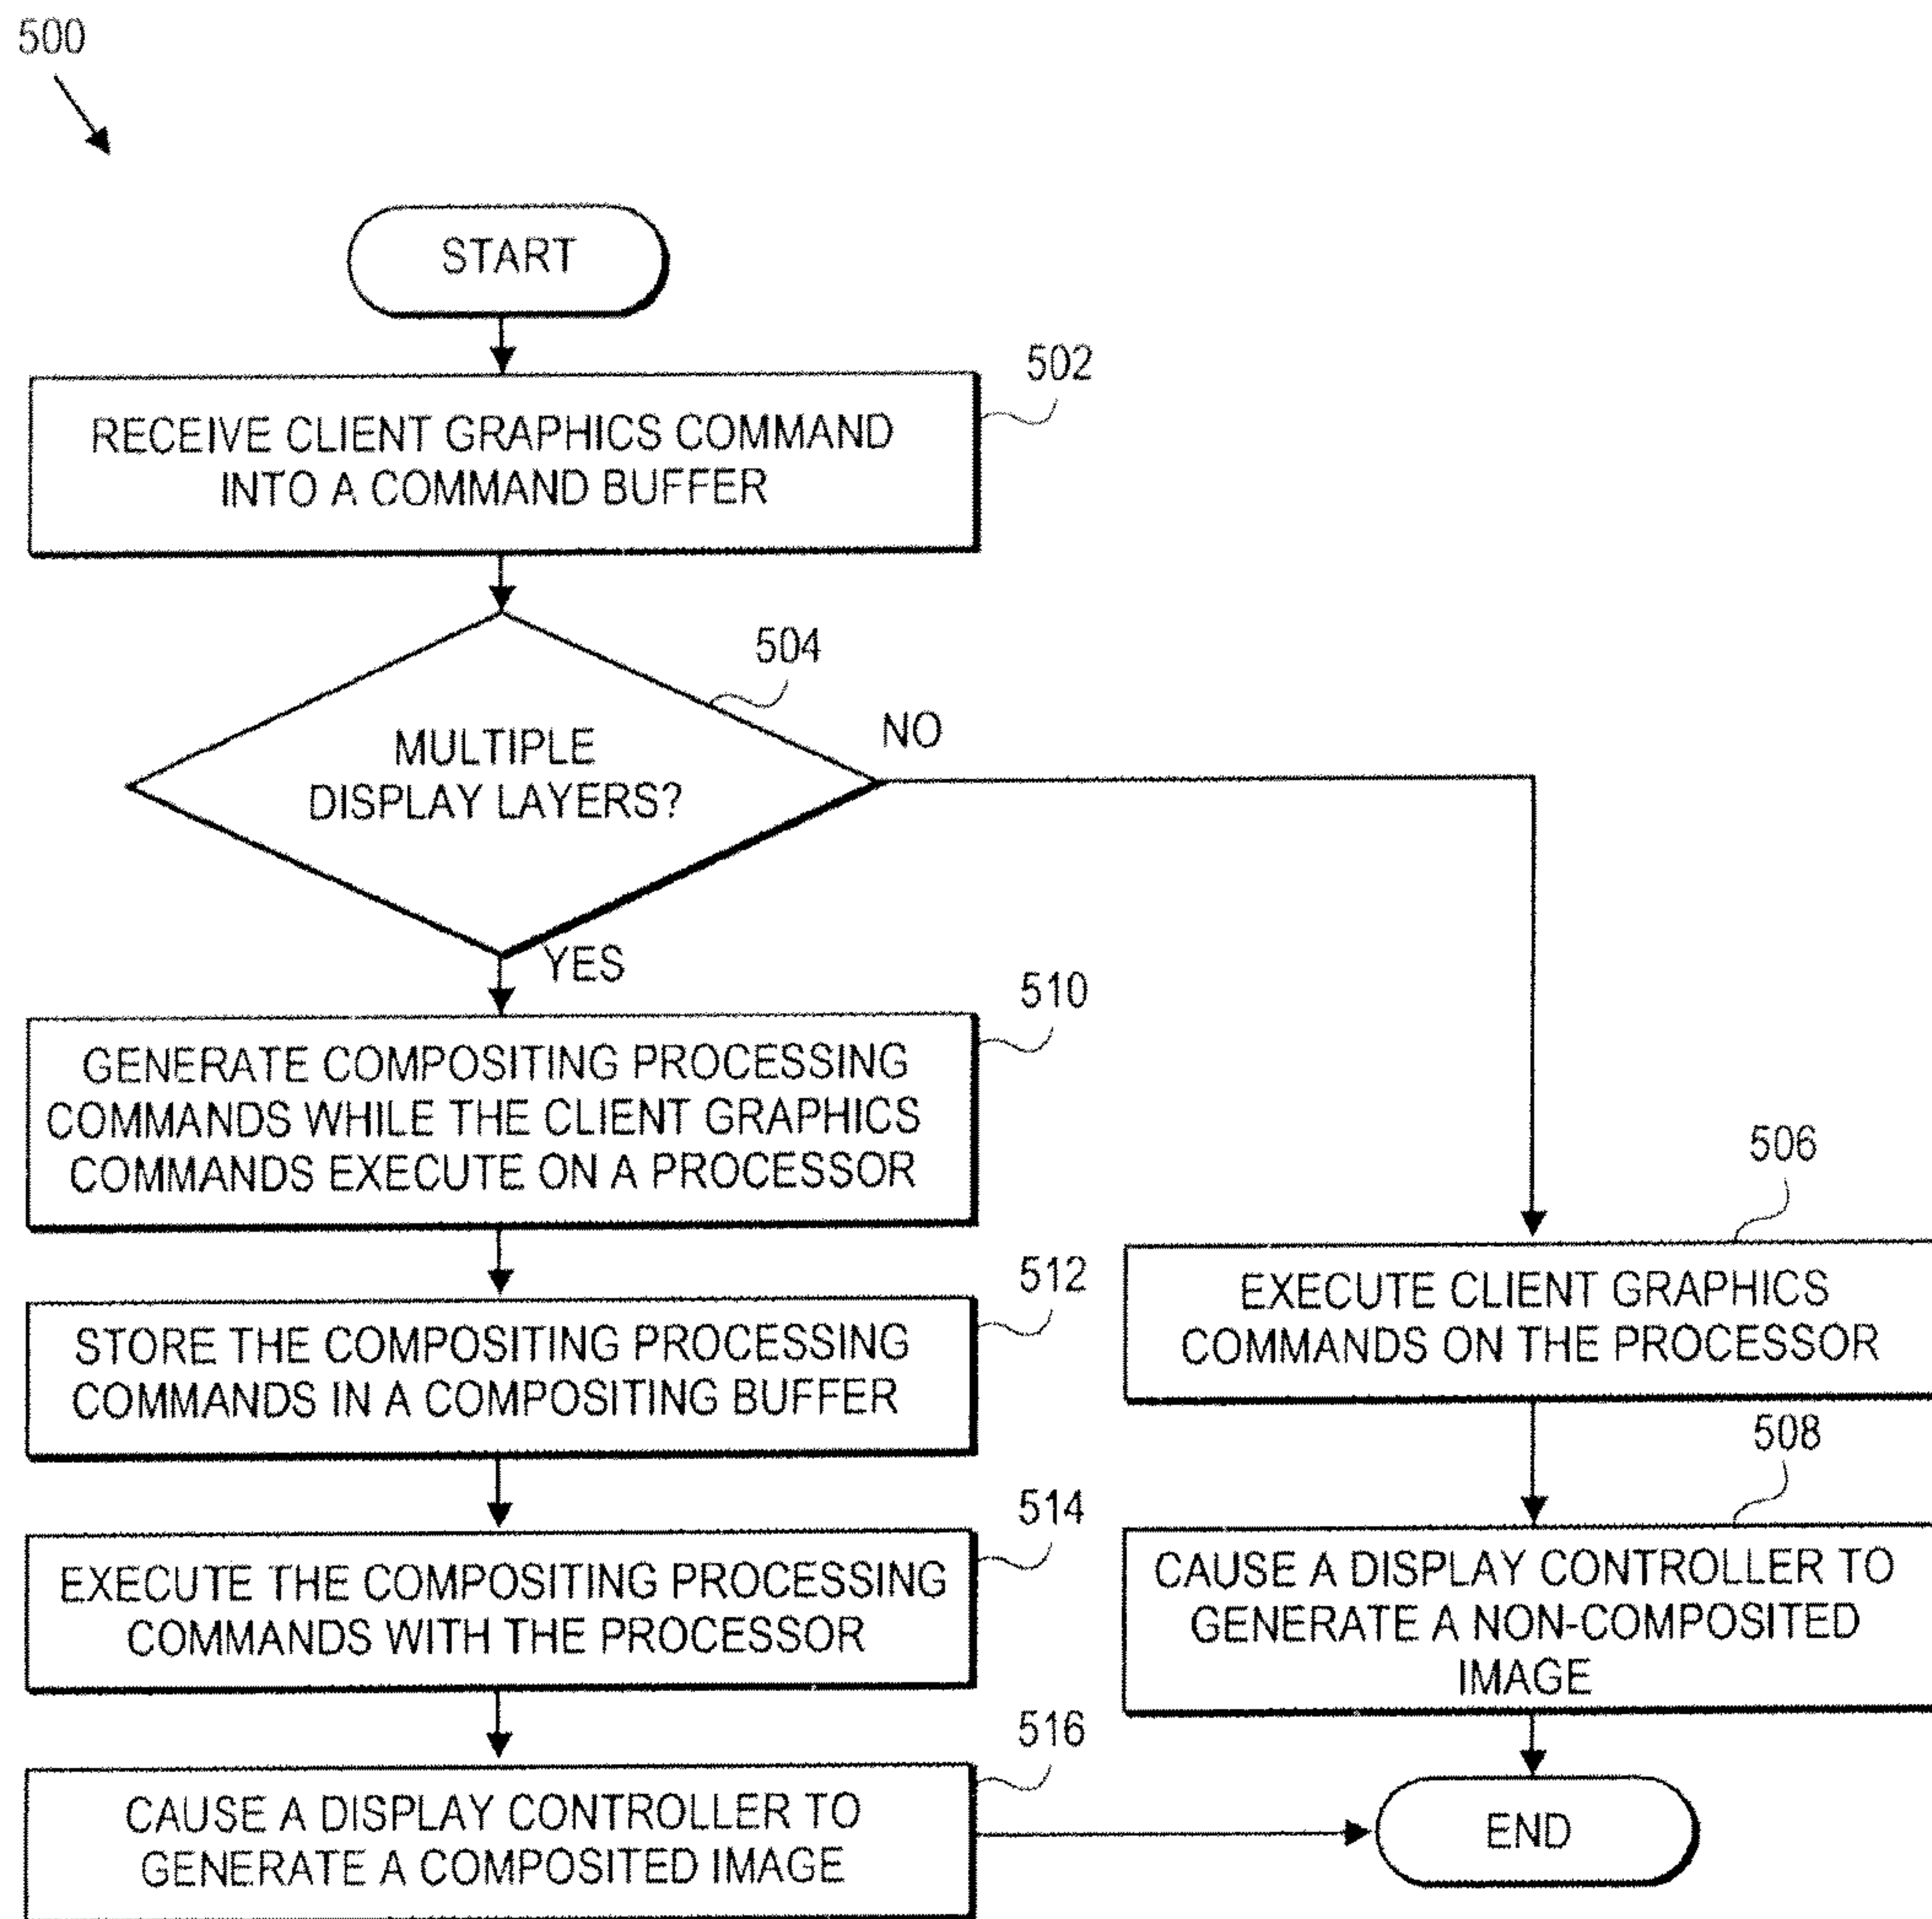 500
START
502
RECEIVE CLIENT GRAPHICS COMMAND
INTO A COMMAND BUFFER
504
MULTIPLE
DISPLAY LAYERS?
NO
YES
510
GENERATE COMPOSITING PROCESSING
COMMANDS WHILE THE CLIENT GRAPHICS
COMMANDS EXECUTE ON A PROCESSOR
512
STORE THE COMPOSITING PROCESSING
COMMANDS IN A COMPOSITING BUFFER
514
EXECUTE THE COMPOSITING PROCESSING
COMMANDS WITH THE PROCESSOR
516
CAUSE A DISPLAY CONTROLLER TO
GENERATE A COMPOSITED IMAGE
506
EXECUTE CLIENT GRAPHICS
COMMANDS ON THE PROCESSOR
508
CAUSE A DISPLAY CONTROLLER TO
GENERATE A NON-COMPOSITED
IMAGE
END